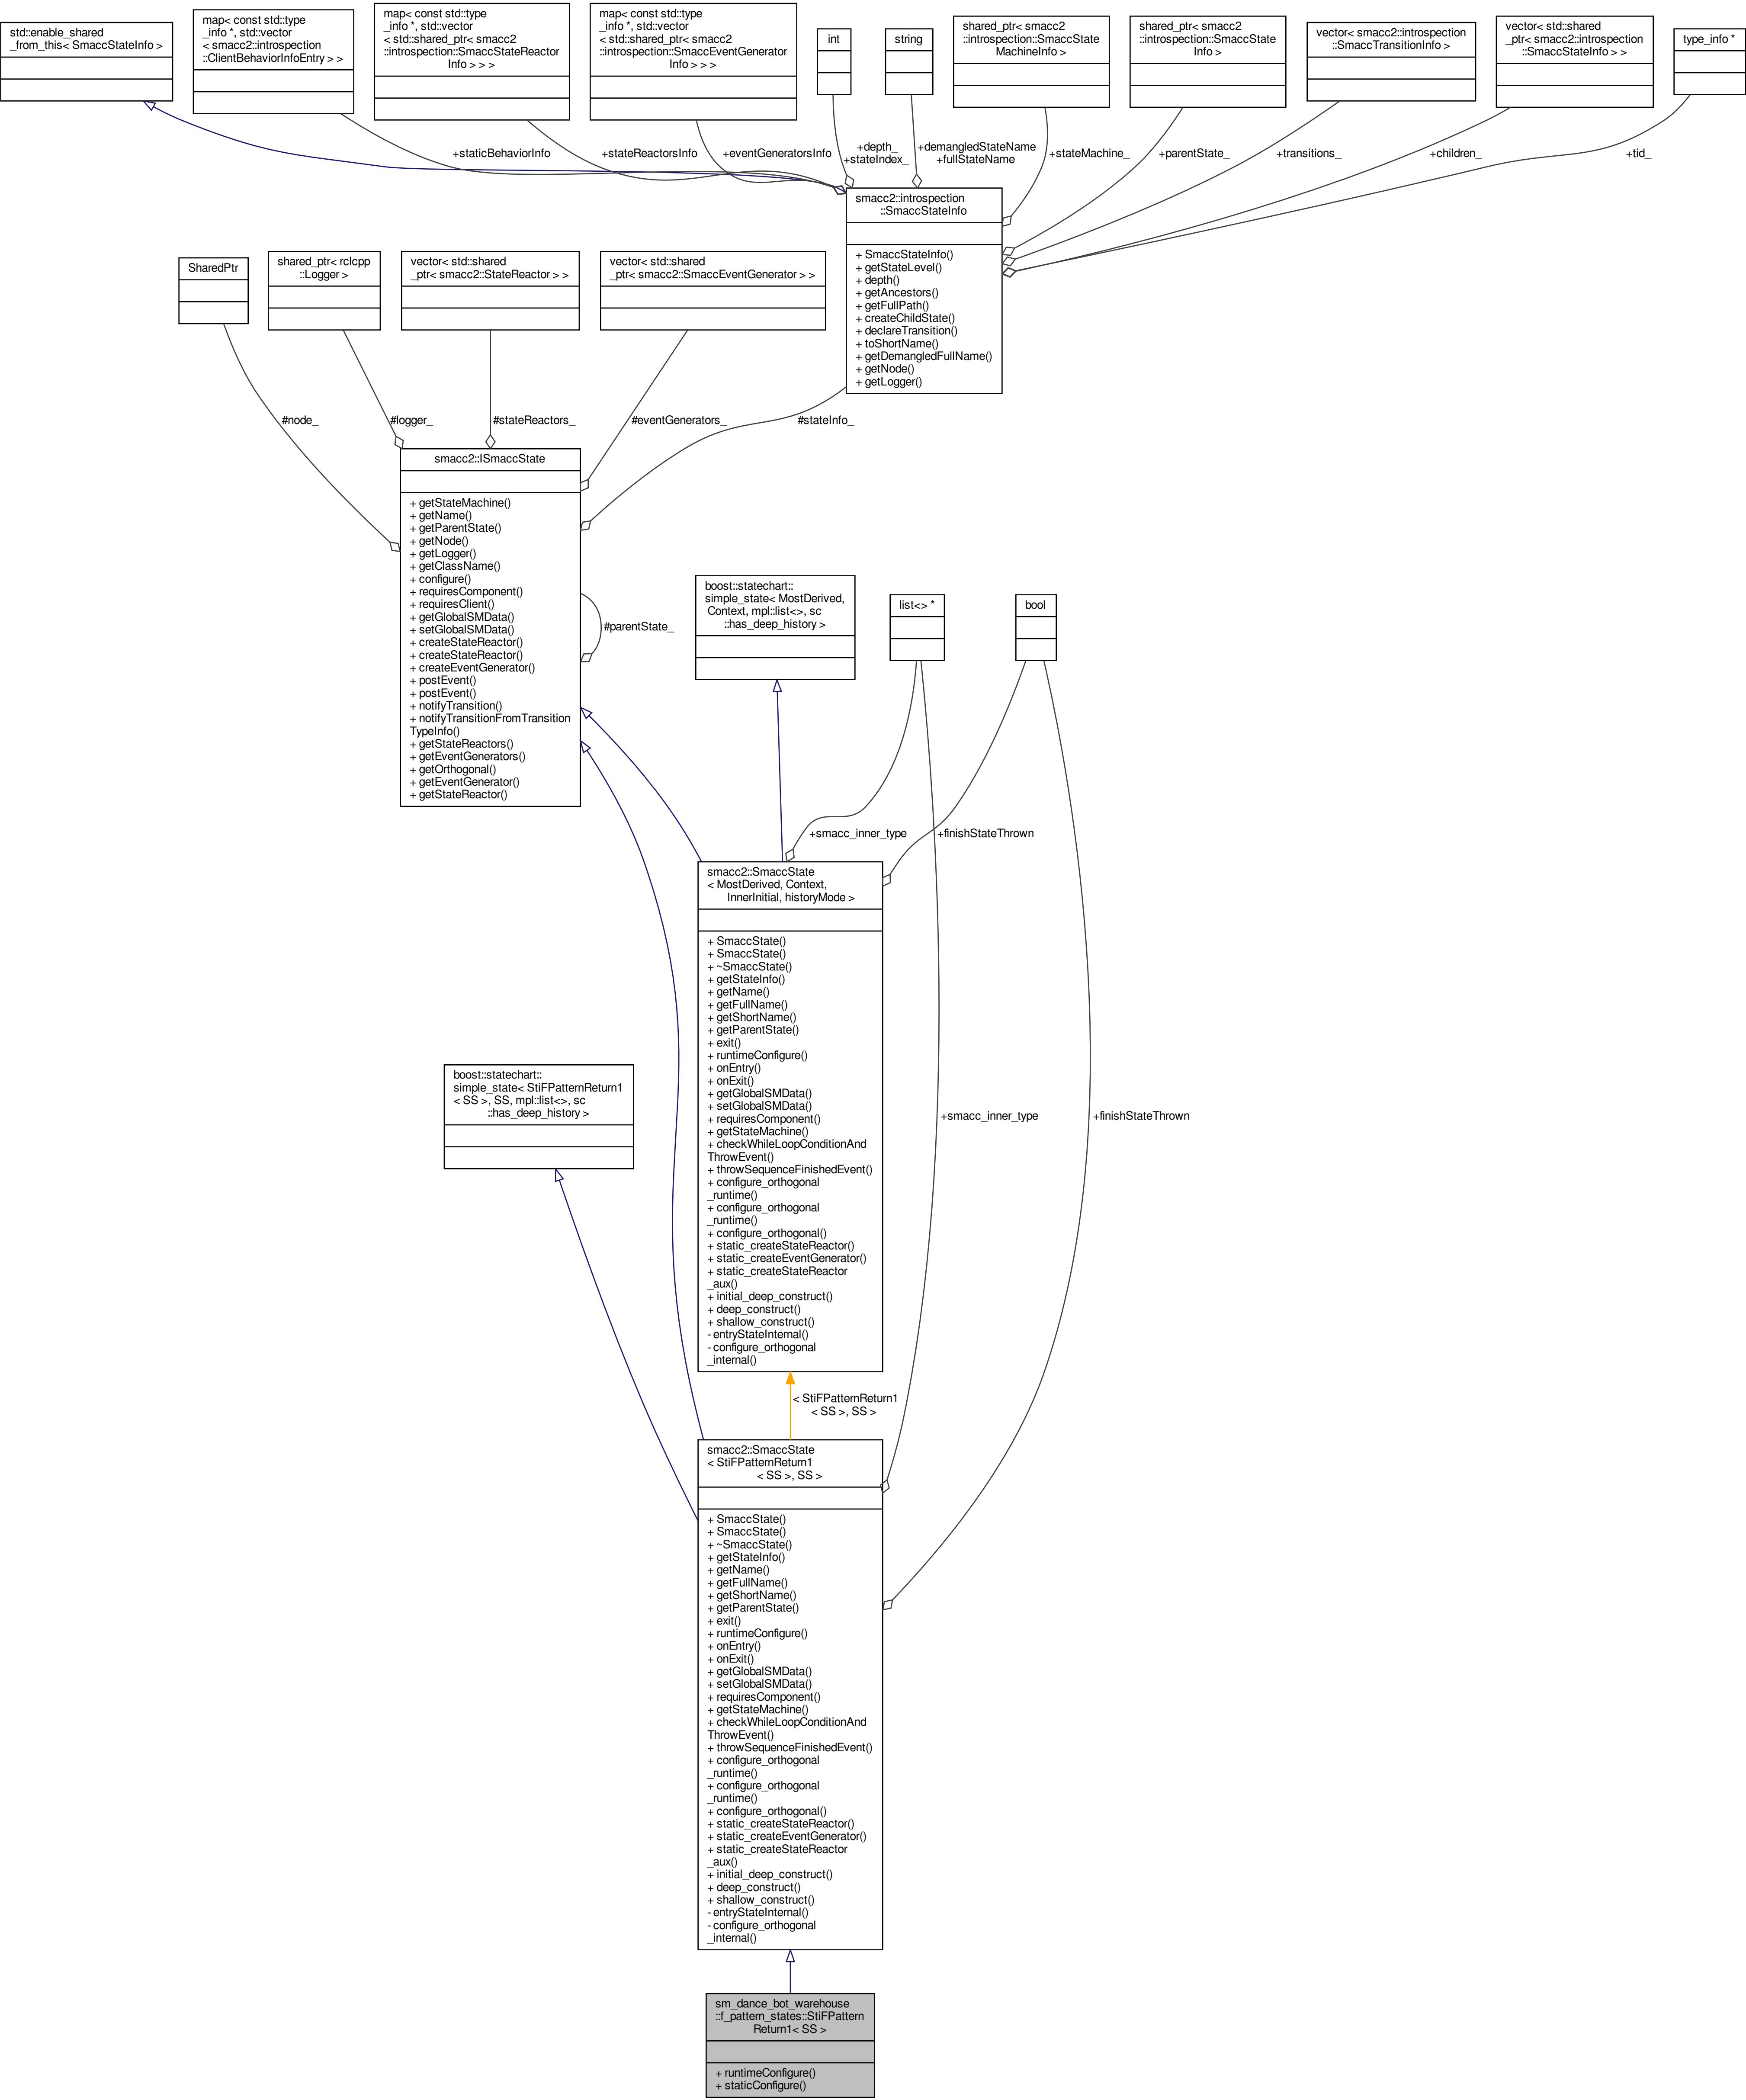 std::enable_shared
_from_this< SmaccStateInfo >
map< const std::type
_info *, std::vector
< smacc2::introspection
::ClientBehaviorInfoEntry > >
map< const std::type
_info *, std::vector
< std::shared_ptr< smacc2
::introspection::SmaccStateReactor
Info > > >
map< const std::type
_info *, std::vector
< std::shared_ptr< smacc2
::introspection::SmaccEventGenerator
Info > > >
int
string
shared_ptr< smacc2
::introspection::SmaccState
MachineInfo >
shared_ptr< smacc2
::introspection::SmaccState
Info >
vector< smacc2::introspection
::SmaccTransitionInfo >
vector< std::shared
_ptr< smacc2::introspection
::SmaccStateInfo > >
type_info *
+staticBehaviorInfo
+stateReactorsInfo
+eventGeneratorsInfo
+depth_
+stateIndex_
+demangledStateName
+fullStateName
+stateMachine_
+parentState_
+transitions_
+children_
+tid_
smacc2::introspection
::SmaccStateInfo
+ SmaccStateInfo()
+ getStateLevel()
+ depth()
+ getAncestors()
+ getFullPath()
+ createChildState()
+ declareTransition()
+ toShortName()
+ getDemangledFullName()
+ getNode()
+ getLogger()
SharedPtr
shared_ptr< rclcpp
::Logger >
vector< std::shared
_ptr< smacc2::StateReactor > >
vector< std::shared
_ptr< smacc2::SmaccEventGenerator > >
#node_
#logger_
#stateReactors_
#eventGenerators_
#stateInfo_
smacc2::ISmaccState
+ getStateMachine()
+ getName()
+ getParentState()
+ getNode()
+ getLogger()
+ getClassName()
+ configure()
+ requiresComponent()
+ requiresClient()
+ getGlobalSMData()
+ setGlobalSMData()
+ createStateReactor()
+ createStateReactor()
+ createEventGenerator()
+ postEvent()
+ postEvent()
+ notifyTransition()
+ notifyTransitionFromTransition
TypeInfo()
+ getStateReactors()
+ getEventGenerators()
+ getOrthogonal()
+ getEventGenerator()
+ getStateReactor()
#parentState_
boost::statechart::
simple_state< MostDerived,
Context, mpl::list<>, sc
::has_deep_history >
list<> *
bool
+smacc_inner_type
+finishStateThrown
smacc2::SmaccState
< MostDerived, Context,
InnerInitial, historyMode >
+ SmaccState()
+ SmaccState()
+ ~SmaccState()
+ getStateInfo()
+ getName()
+ getFullName()
+ getShortName()
+ getParentState()
+ exit()
+ runtimeConfigure()
+ onEntry()
+ onExit()
+ getGlobalSMData()
+ setGlobalSMData()
+ requiresComponent()
+ getStateMachine()
+ checkWhileLoopConditionAnd
ThrowEvent()
+ throwSequenceFinishedEvent()
+ configure_orthogonal
_runtime()
+ configure_orthogonal
_runtime()
+ configure_orthogonal()
+ static_createStateReactor()
+ static_createEventGenerator()
+ static_createStateReactor
_aux()
+ initial_deep_construct()
+ deep_construct()
+ shallow_construct()
- entryStateInternal()
- configure_orthogonal
_internal()
boost::statechart::
simple_state< StiFPatternReturn1
< SS >, SS, mpl::list<>, sc
::has_deep_history >
+smacc_inner_type
+finishStateThrown
< StiFPatternReturn1
< SS >, SS >
smacc2::SmaccState
< StiFPatternReturn1
< SS >, SS >
+ SmaccState()
+ SmaccState()
+ ~SmaccState()
+ getStateInfo()
+ getName()
+ getFullName()
+ getShortName()
+ getParentState()
+ exit()
+ runtimeConfigure()
+ onEntry()
+ onExit()
+ getGlobalSMData()
+ setGlobalSMData()
+ requiresComponent()
+ getStateMachine()
+ checkWhileLoopConditionAnd
ThrowEvent()
+ throwSequenceFinishedEvent()
+ configure_orthogonal
_runtime()
+ configure_orthogonal
_runtime()
+ configure_orthogonal()
+ static_createStateReactor()
+ static_createEventGenerator()
+ static_createStateReactor
_aux()
+ initial_deep_construct()
+ deep_construct()
+ shallow_construct()
- entryStateInternal()
- configure_orthogonal
_internal()
sm_dance_bot_warehouse
::f_pattern_states::StiFPattern
Return1< SS >
+ runtimeConfigure()
+ staticConfigure()